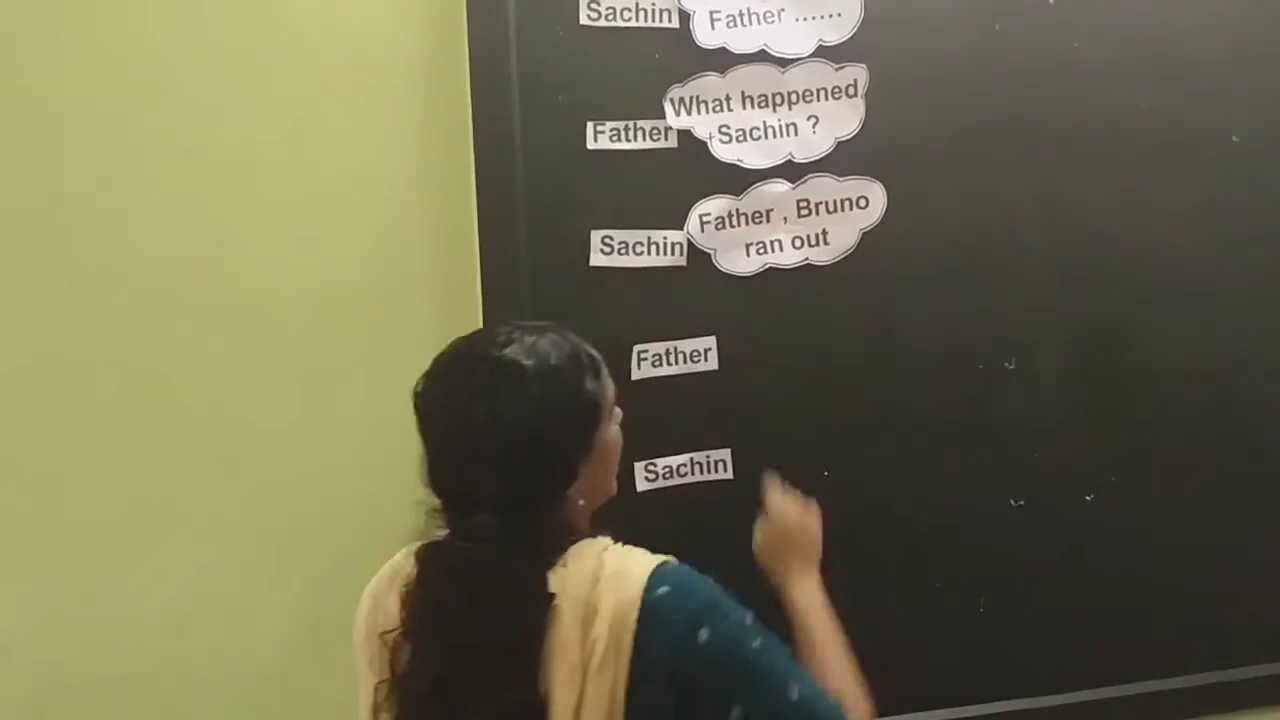 Sachin
Father ......
Father
What happened
Sachin ?
Sachin
Father , Bruno
ran out
Father
Sachin